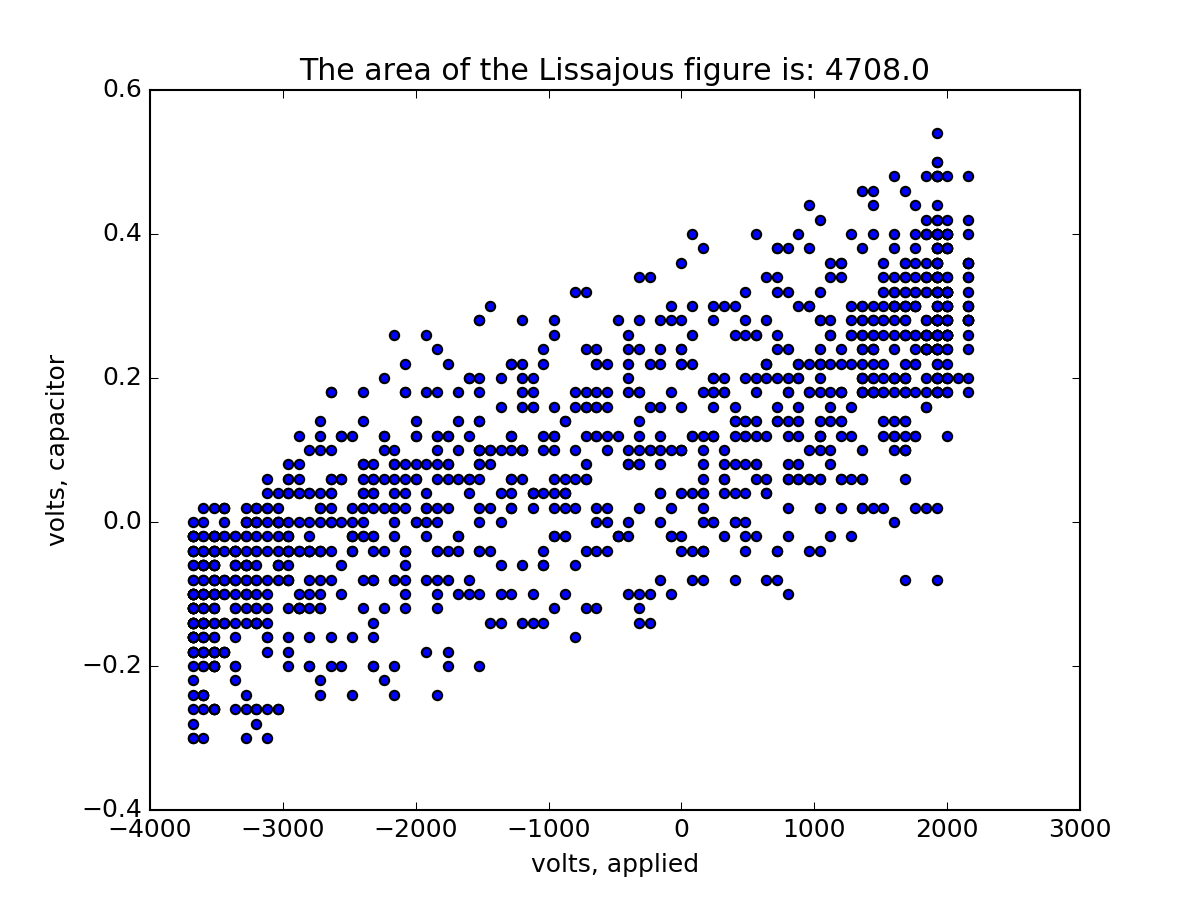 The area of the Lissajous figure is: 4708.0
0.6
0.4
0.2
0.0
−0.2
−0.4
volts, capacitor
−4000 −3000 −2000 −1000 0 1000 2000 3000
volts, applied